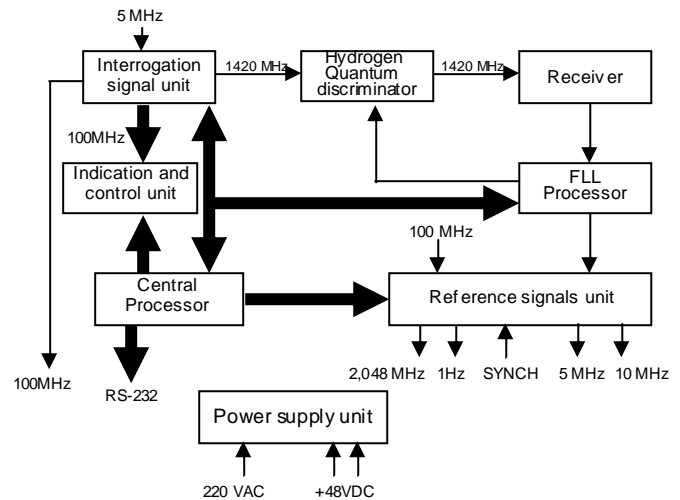 5 MHz
Interrogation
signal unit
1420 MHz
Hydrogen
Quantum
discriminator
1420 MHz
Receiver
100MHz
Indication and
control unit
FLL
Processor
100 MHz
Central
Processor
Reference signals unit
100MHz
RS-232
2,048 MHz
1Hz
SYNCH
5 MHz
10 MHz
Power supply unit
220 VAC
+48VDC